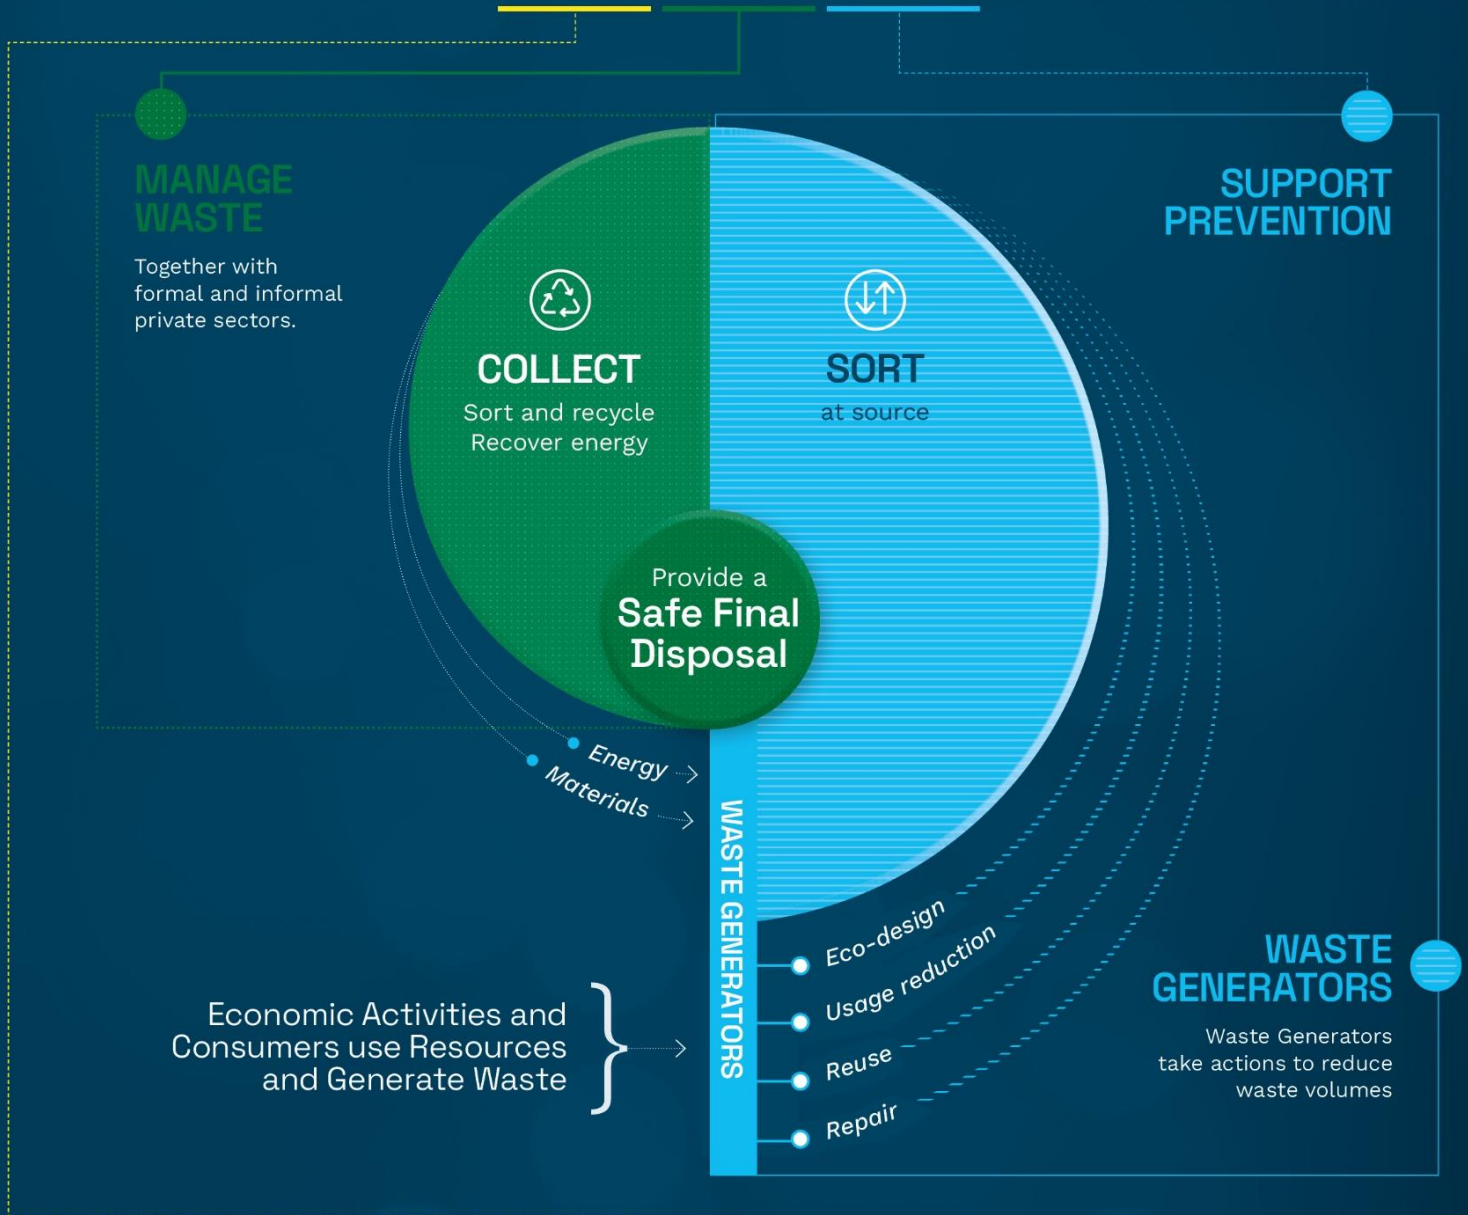 MANAGE
WASTE
Together with
formal and informal
private sectors.
SUPPORT
PREVENTION
COLLECT
Sort and recycle
Recover energy
SORT
at source
Provide a
Safe Final
Disposal
Energy
Materials
WASTE GENERATORS
Eco-design
Usage reduction
Reuse
Repair
Economic Activities and
Consumers use Resources
and Generate Waste
WASTE
GENERATORS
Waste Generators
take actions to reduce
waste volumes